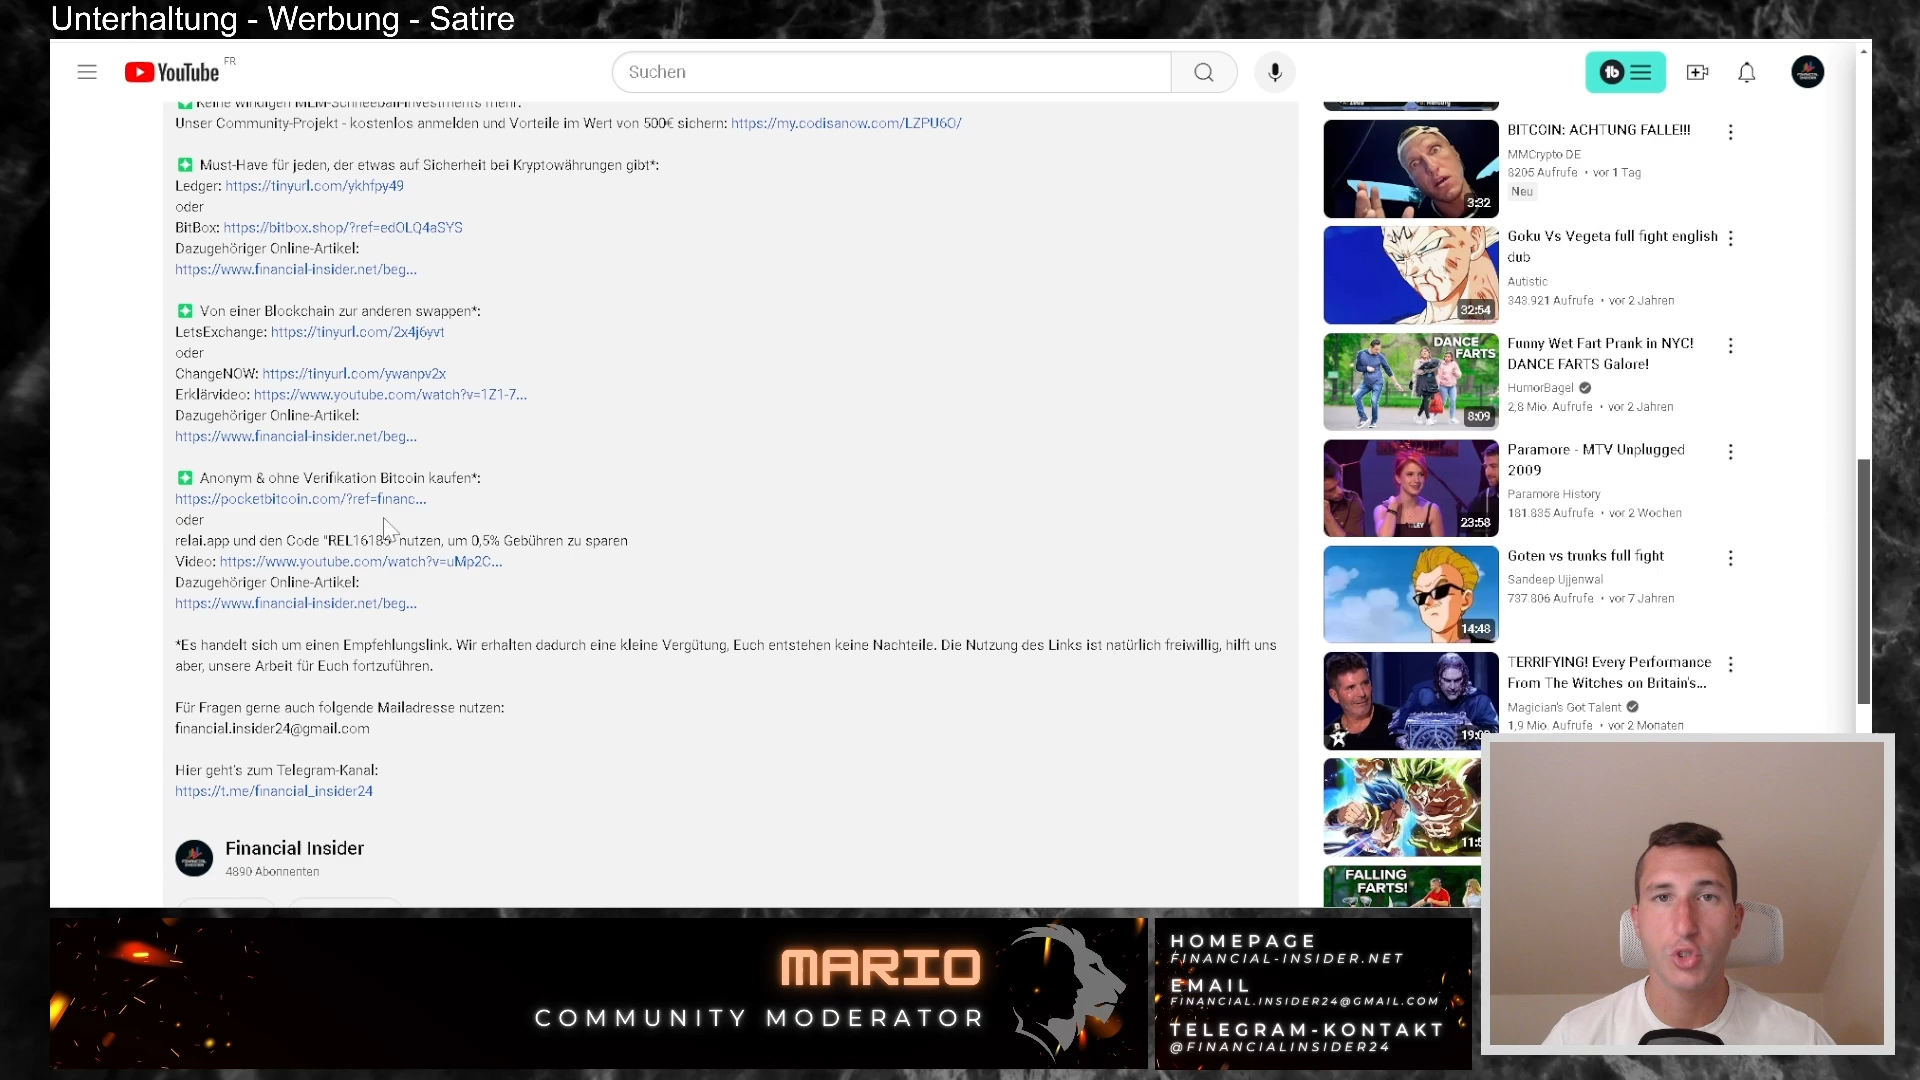 Unterhaltung - Werbung - Satire
YouTube FR
Suchen
Keine windigen MLM-Schneeball-Investments mehr.
Unser Community-Projekt - kostenlos anmelden und Vorteile im Wert von 500€ sichern: https://my.codisanow.com/LZPU6O/
Must-Have für jeden, der etwas auf Sicherheit bei Kryptowährungen gibt*:
Ledger: https://tinyurl.com/ykhfpy49
oder
BitBox: https://bitbox.shop/?ref=edOLQ4aSYS
Dazugehöriger Online-Artikel:
https://www.financial-insider.net/beg...
Von einer Blockchain zur anderen swappen*:
LetsExchange: https://tinyurl.com/2x4j6yvt
oder
ChangeNOW: https://tinyurl.com/ywanpv2x
Erklärvideo: https://www.youtube.com/watch?v=1Z1-7...
Dazugehöriger Online-Artikel:
https://www.financial-insider.net/beg...
Anonym & ohne Verifikation Bitcoin kaufen*:
https://pocketbitcoin.com/?ref=financ...
oder
relai.app und den Code nutzen, um 0,5% Gebühren zu sparen
Video: https://www.youtube.com/watch?v=uMp2C...
Dazugehöriger Online-Artikel:
https://www.financial-insider.net/beg...
*Es handelt sich um einen Empfehlungslink. Wir erhalten dadurch eine kleine Vergütung, Euch entstehen keine Nachteile. Die Nutzung des Links ist natürlich freiwillig, hilft uns
aber, unsere Arbeit für Euch fortzuführen.
Für Fragen gerne auch folgende Mailadresse nutzen:
financial.insider24@gmail.com
Hier geht's zum Telegram-Kanal:
https://t.me/financial_insider24
Financial Insider
4890 Abonnenten
BITCOIN: ACHTUNG FALLE!!!
MMCrypto DE
8205 Aufrufe • vor 1 Tag
Neu
3:32
Goku Vs Vegeta full fight english
dub
Autistic
343.921 Aufrufe • vor 2 Jahren
32:54
DANCE
FARTS
Funny Wet Fart Prank in NYC!
DANCE FARTS Galore!
HumorBagel
2,8 Mio. Aufrufe • vor 2 Jahren
8:09
Paramore - MTV Unplugged
2009
Paramore History
181.835 Aufrufe • vor 2 Wochen
23:58
Goten vs trunks full fight
Sandeep Ujjenwal
737.806 Aufrufe • vor 7 Jahren
14:48
TERRIFYING! Every Performance
From The Witches on Britain's...
Magician's Got Talent
1,9 Mio. Aufrufe • vor 2 Monaten
FALLING
FARTS!
MARIO
COMMUNITY MODERATOR
HOMEPAGE
FINANCIAL-INSIDER.NET
EMAIL
FINANCIAL.INSIDER24@GMAIL.COM
TELEGRAM-KONTAKT
@FINANCIALINSIDER24